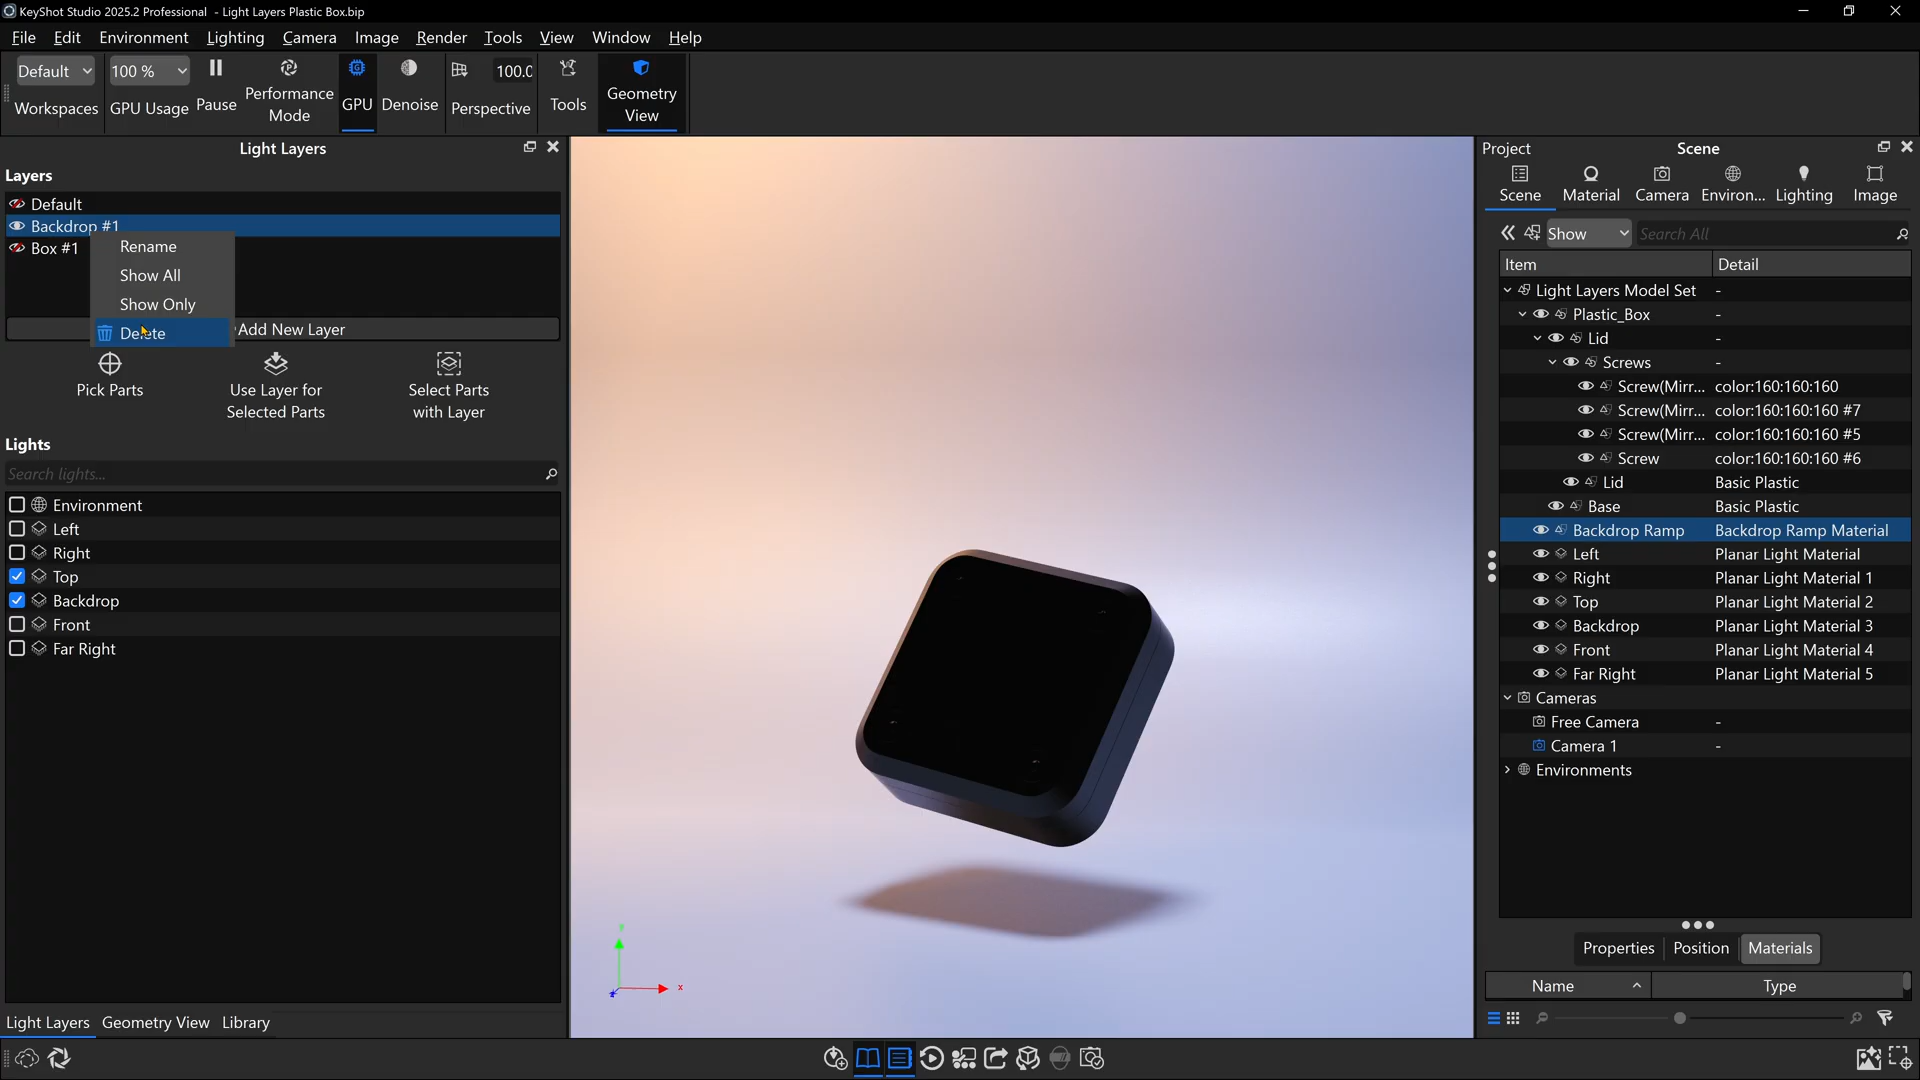 KeyShot Studio 2025.2 Professional - Light Layers Plastic Box.bip
File Edit Environment Lighting Camera Image Render Tools View Window Help
Default
Workspaces
100 %
GPU Usage
Pause
Performance
Mode
GPU
Denoise
100.0
Perspective
Tools
Geometry
View
Light Layers
Layers
Default
Backdrop #1
Box #1
Rename
Show All
Show Only
Delete
Add New Layer
Pick Parts
Use Layer for
Selected Parts
Select Parts
with Layer
Lights
Search lights...
Environment
Left
Right
Top
Backdrop
Front
Far Right
Light Layers Geometry View Library
x
Project
Scene
Scene Material Camera Environ... Lighting Image
Show Search All
Item Detail
Light Layers Model Set -
Plastic_Box -
Lid -
Screws -
Screw(Mirr... color:160:160:160
Screw(Mirr... color:160:160:160 #7
Screw(Mirr... color:160:160:160 #5
Screw color:160:160:160 #6
Lid Basic Plastic
Base Basic Plastic
Backdrop Ramp Backdrop Ramp Material
Left Planar Light Material
Right Planar Light Material 1
Top Planar Light Material 2
Backdrop Planar Light Material 3
Front Planar Light Material 4
Far Right Planar Light Material 5
Cameras
Free Camera -
Camera 1 -
Environments
Properties Position Materials
Name Type